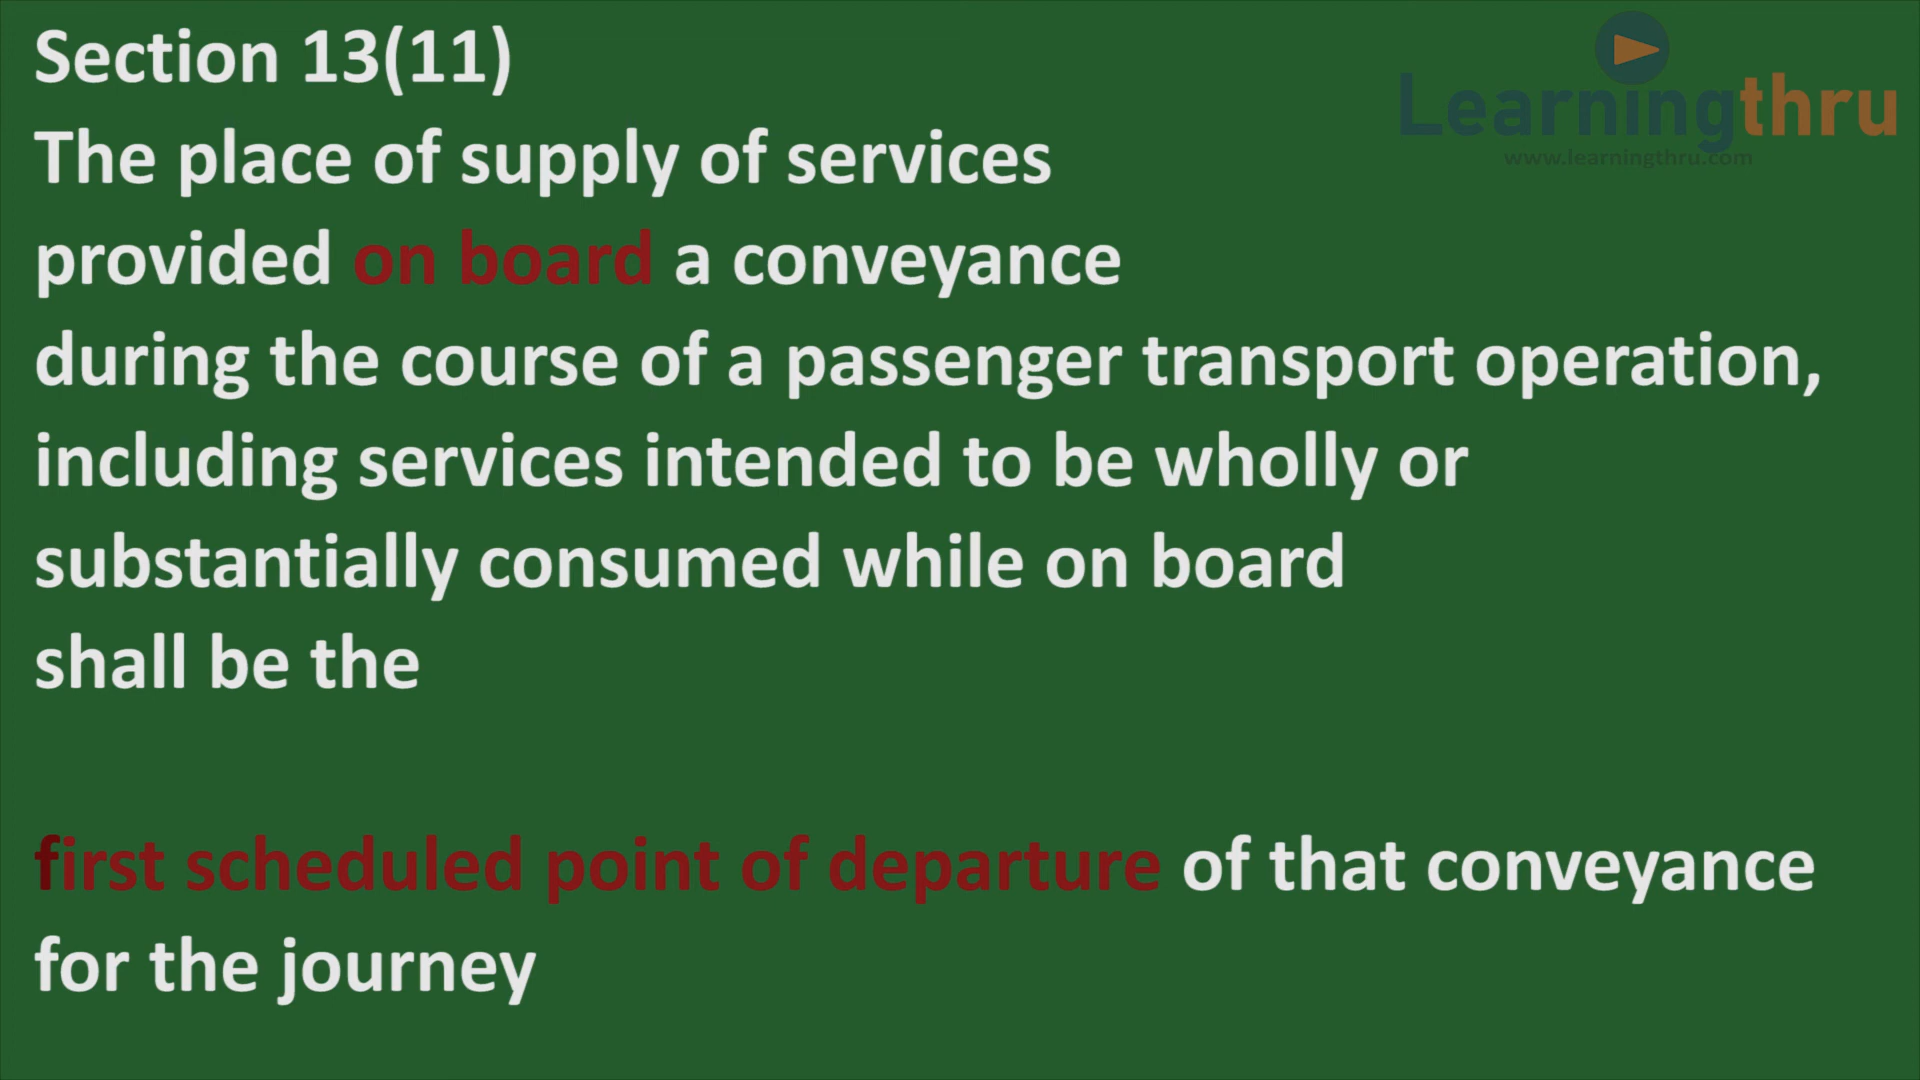 Section 13(11)
Learningthru
www.learningthru.com
The place of supply of services
provided on board a conveyance
during the course of a passenger transport operation,
including services intended to be wholly or
substantially consumed while on board
shall be the
first scheduled point of departure of that conveyance
for the journey